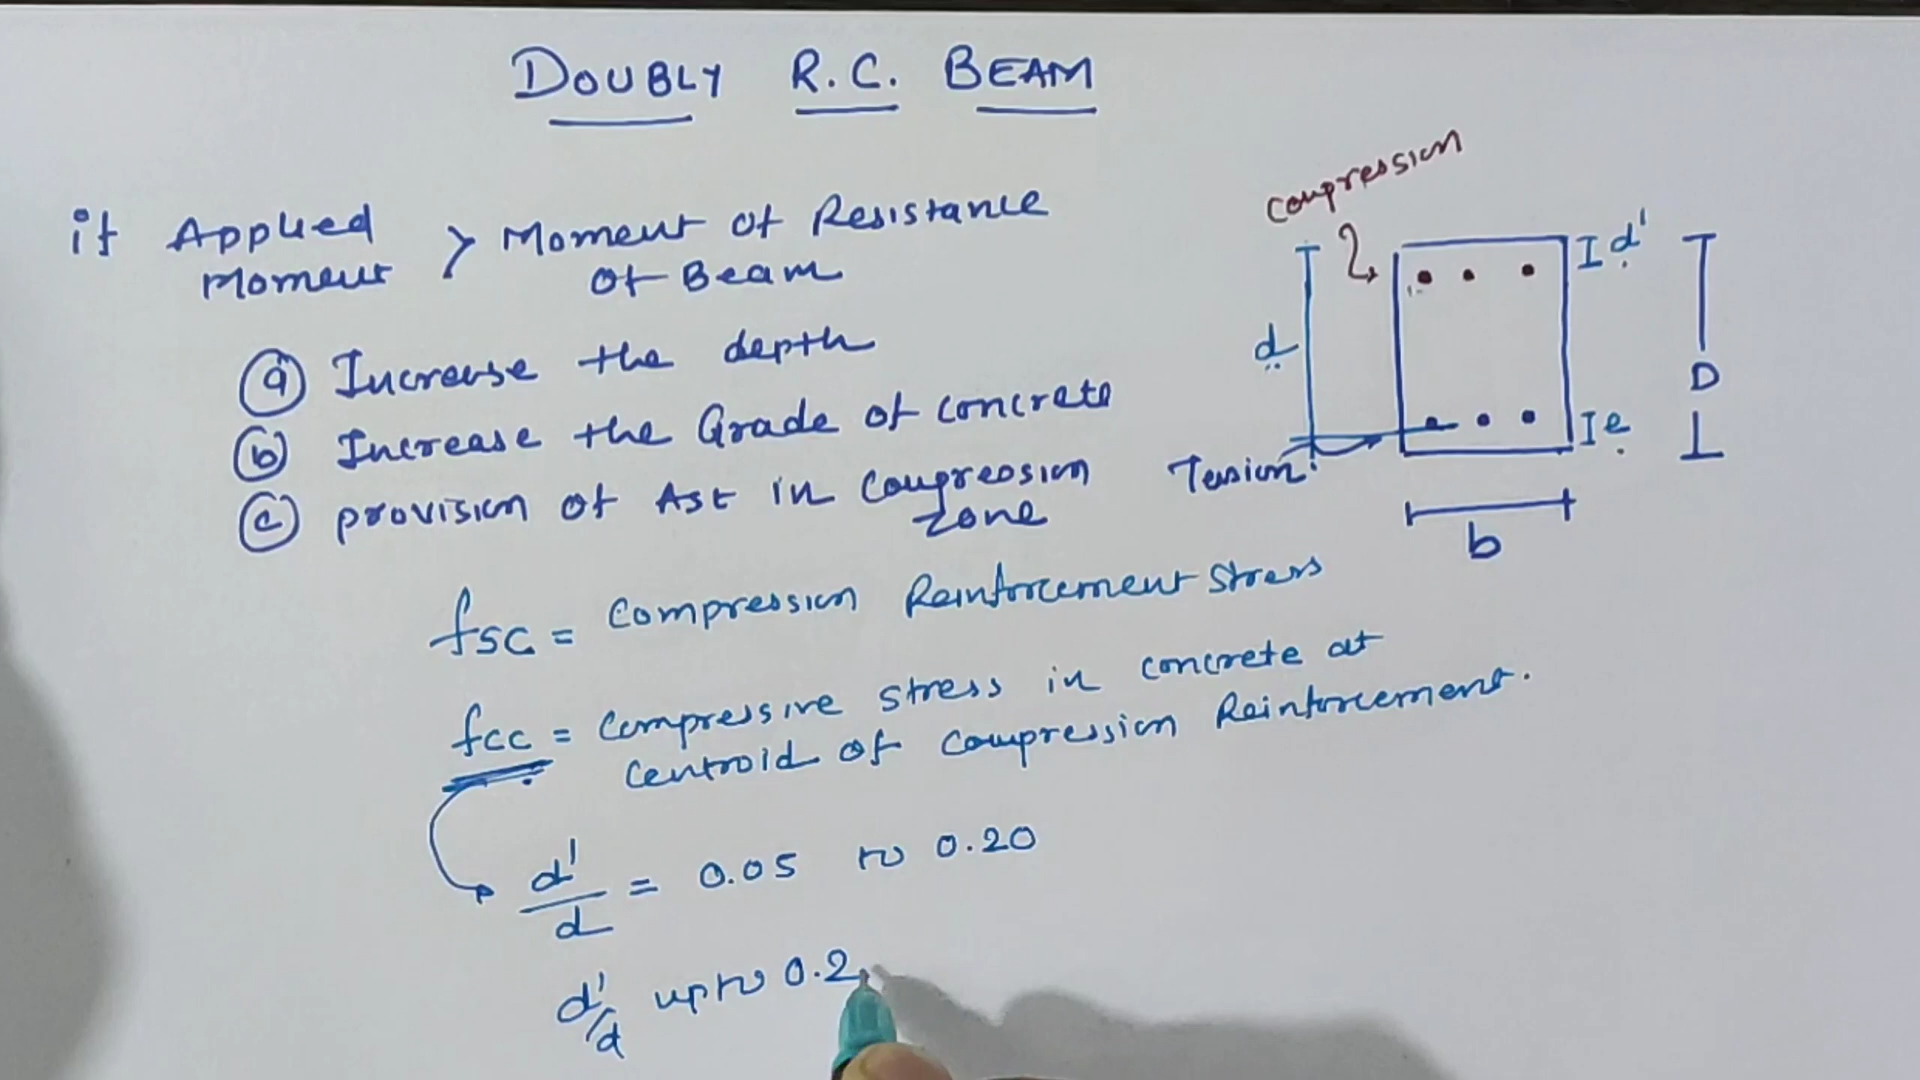 DOUBLY R.C. BEAM
if Applied Moment > Moment of Resistance of Beam
(a) Increase the depth
(b) Increase the Grade of concrete
(c) provision of Ast in Compression zone
compression
d'
d
D
e
Tension
b
fsc = compression Reinforcement stress
fcc = compressive stress in concrete at
centroid of compression Reinforcement.
d'/d = 0.05 to 0.20
d'/d upto 0.2